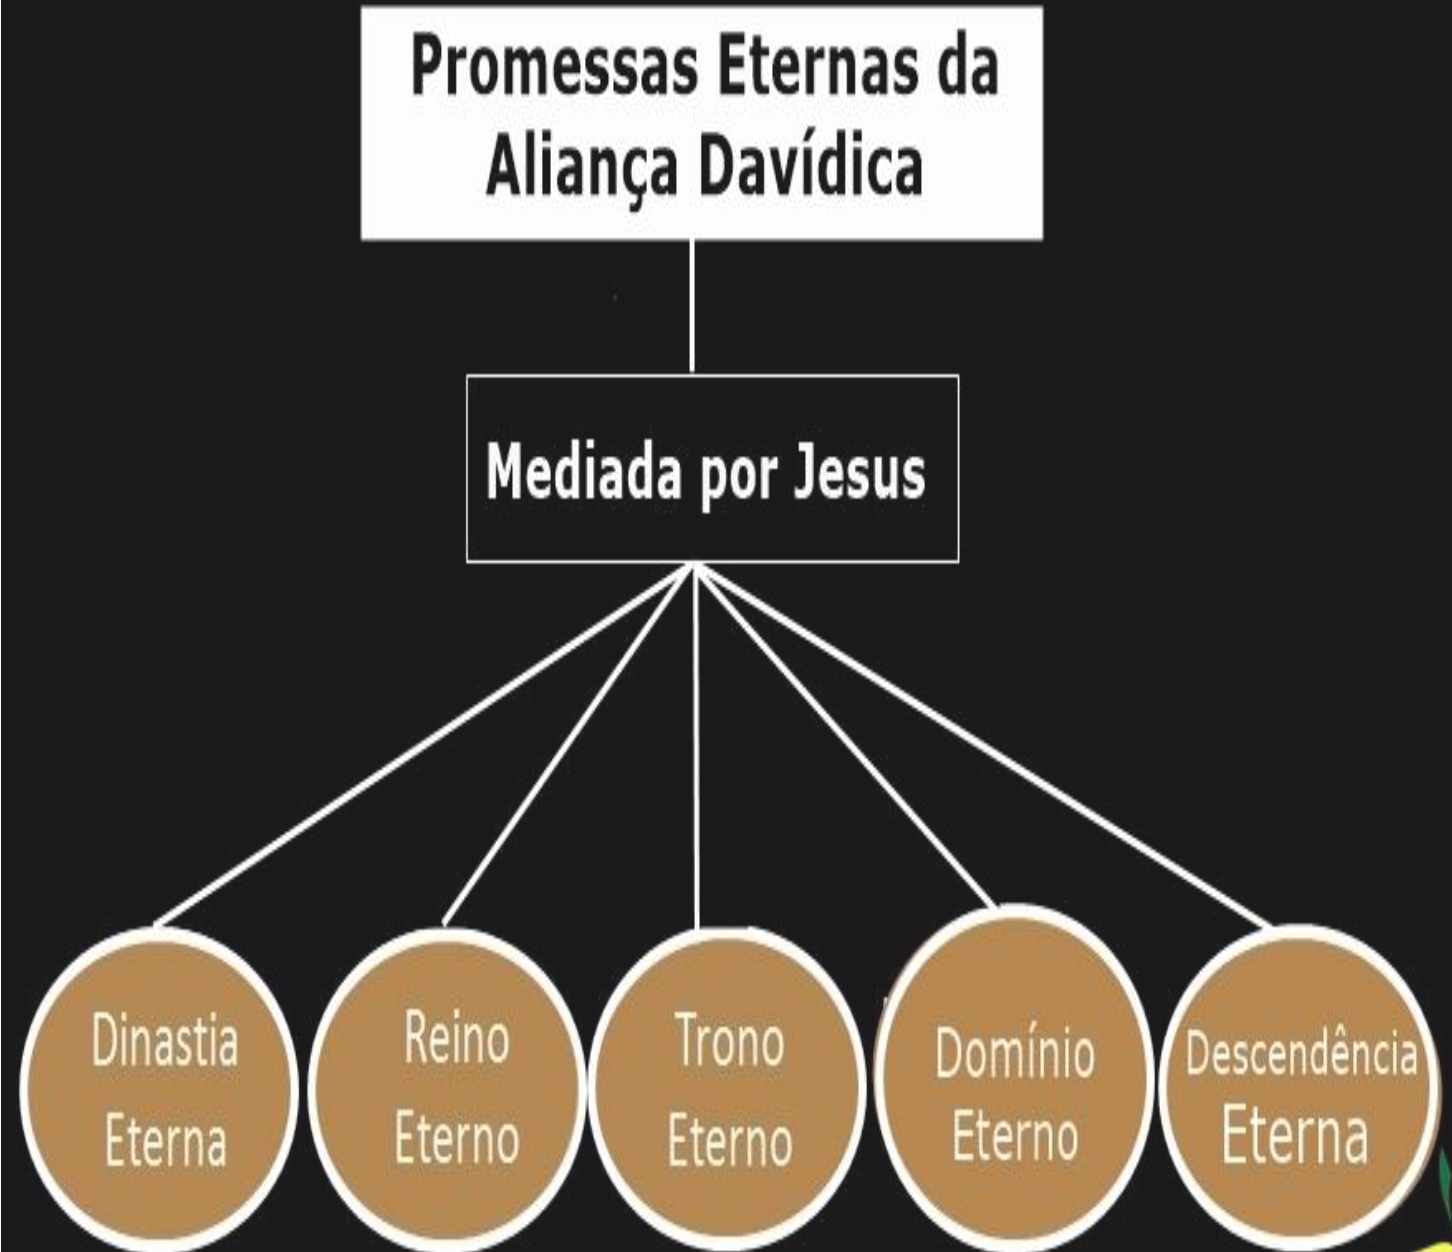 Promessas Eternas da
Aliança Davídica
Mediada por Jesus
Dinastia
Eterna
Reino
Eterno
Trono
Eterno
Domínio
Eterno
Descendência
Eterna